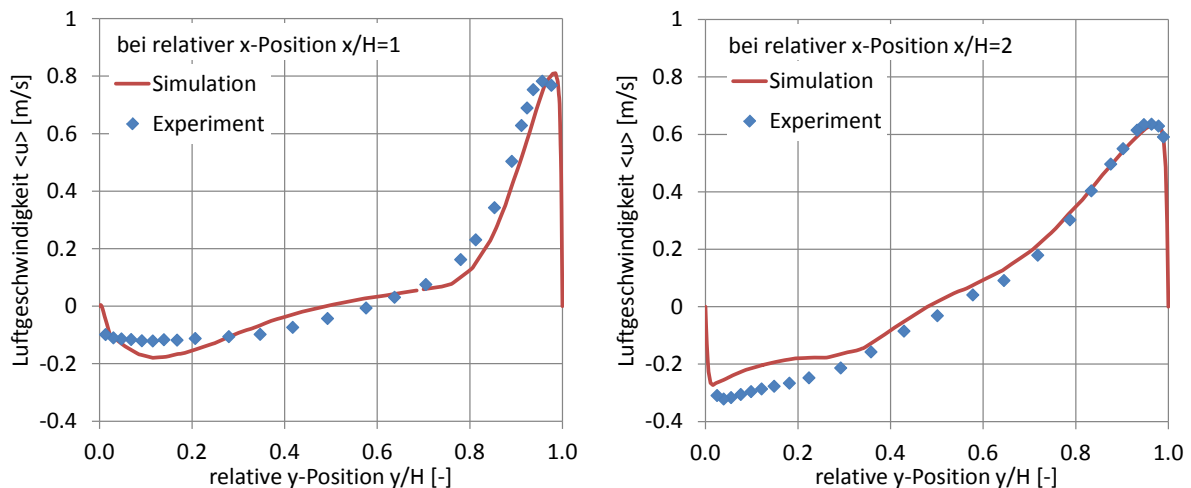 1
0.8
0.6
0.4
0.2
0
-0.2
-0.4
Luftgeschwindigkeit <u> [m/s]
bei relativer x-Position x/H=1
Simulation
Experiment
0.0
0.2
0.4
0.6
0.8
1.0
relative y-Position y/H [-]
1
0.8
0.6
0.4
0.2
0
-0.2
-0.4
Luftgeschwindigkeit <u> [m/s]
bei relativer x-Position x/H=2
Simulation
Experiment
0.0
0.2
0.4
0.6
0.8
1.0
relative y-Position y/H [-]